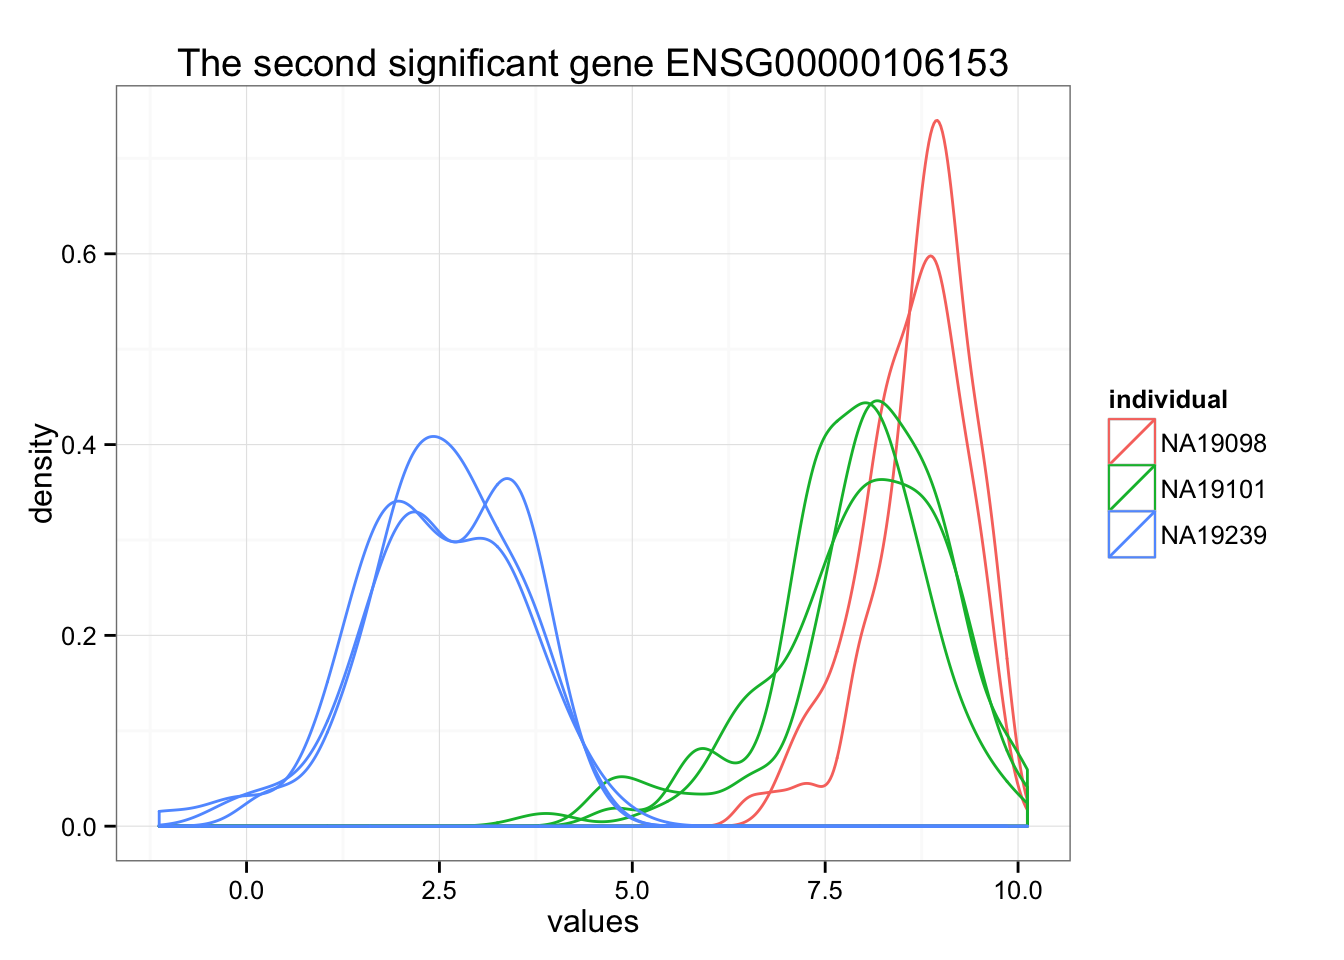 The second significant gene ENSG00000106153
density
0.6
0.4
0.2
0.0
0.0 2.5 5.0 7.5 10.0
values
individual
NA19098
NA19101
NA19239